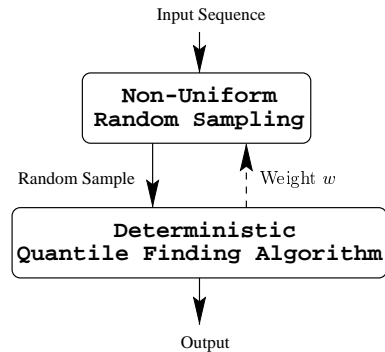 Input Sequence
Non-Uniform
Random Sampling
Random Sample
Weight w
Deterministic
Quantile Finding Algorithm
Output